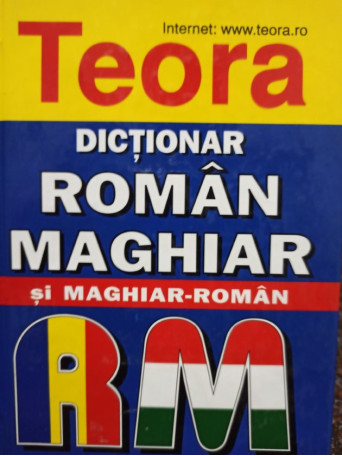 Internet: www.teora.ro
Teora
DICȚIONAR
ROMÂN
MAGHIAR
și MAGHIAR-ROMÂN
RM